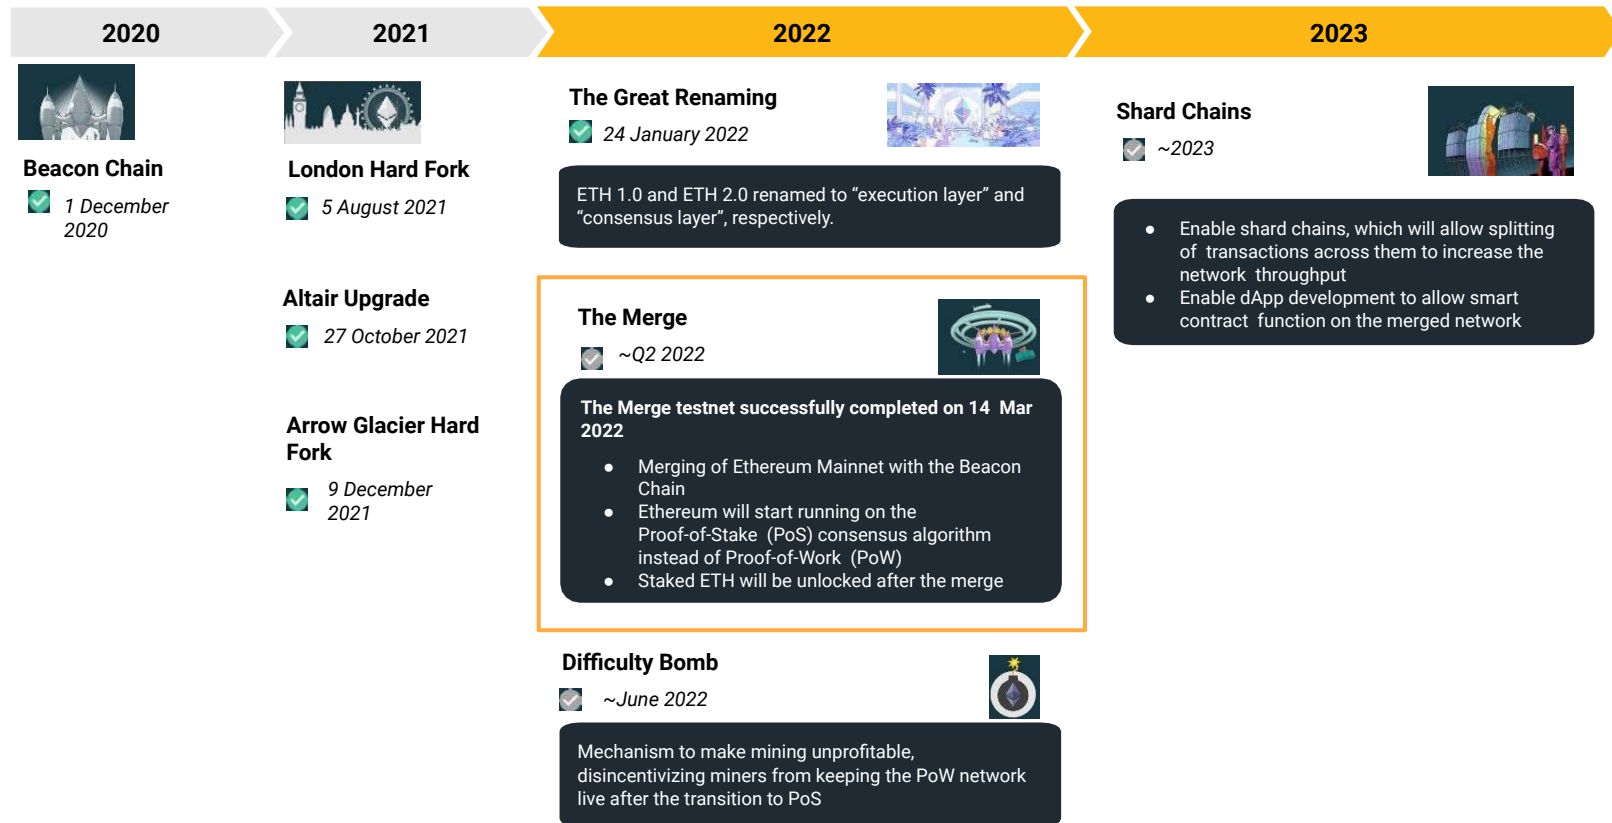 2020
2021
2022
2023
Beacon Chain
1 December
2020
London Hard Fork
5 August 2021
Altair Upgrade
27 October 2021
Arrow Glacier Hard
Fork
9 December
2021
The Great Renaming
24 January 2022
ETH 1.0 and ETH 2.0 renamed to “execution layer” and
“consensus layer”, respectively.
The Merge
~Q2 2022
The Merge testnet successfully completed on 14 Mar
2022
● Merging of Ethereum Mainnet with the Beacon
Chain
● Ethereum will start running on the
Proof-of-Stake (PoS) consensus algorithm
instead of Proof-of-Work (PoW)
● Staked ETH will be unlocked after the merge
Difficulty Bomb
~June 2022
Mechanism to make mining unprofitable,
disincentivizing miners from keeping the PoW network
live after the transition to PoS
Shard Chains
~2023
● Enable shard chains, which will allow splitting
of transactions across them to increase the
network throughput
● Enable dApp development to allow smart
contract function on the merged network